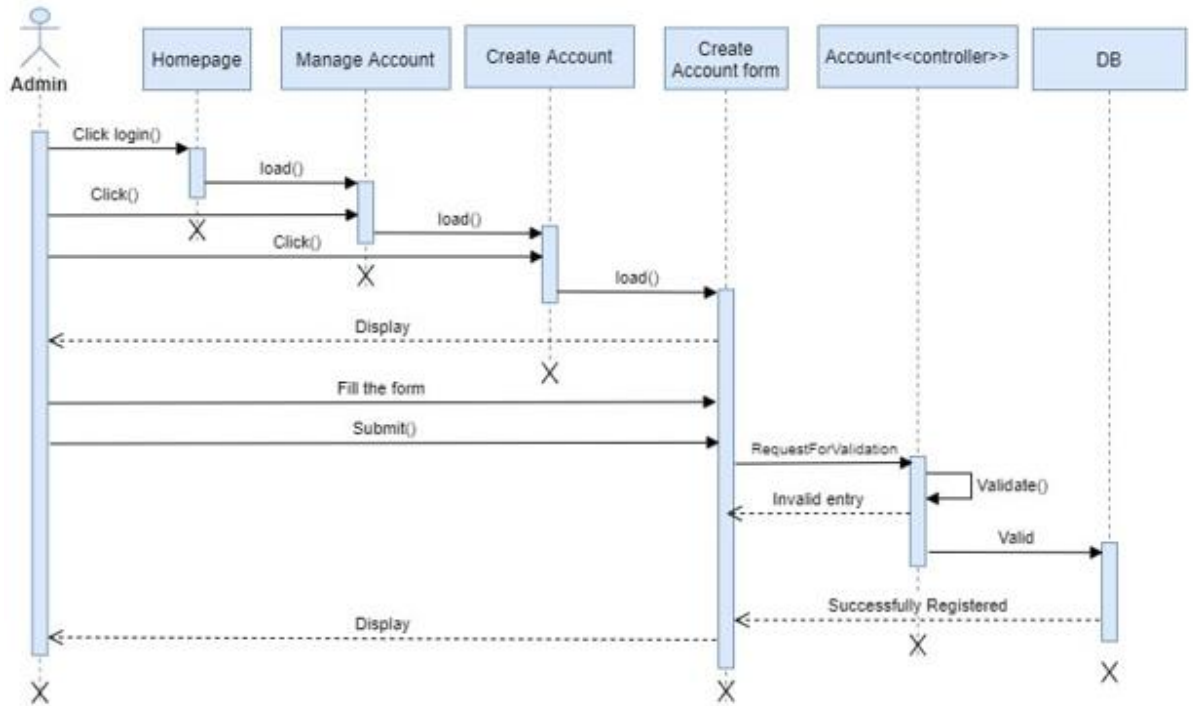 Admin
Homepage
Manage Account
Create Account
Create
Account form
Account<<controller>>
DB
Click login()
load()
Click()
load()
Click()
load()
Display
Fill the form
Submit()
RequestForValidation
Validate()
Invalid entry
Valid
Successfully Registered
Display